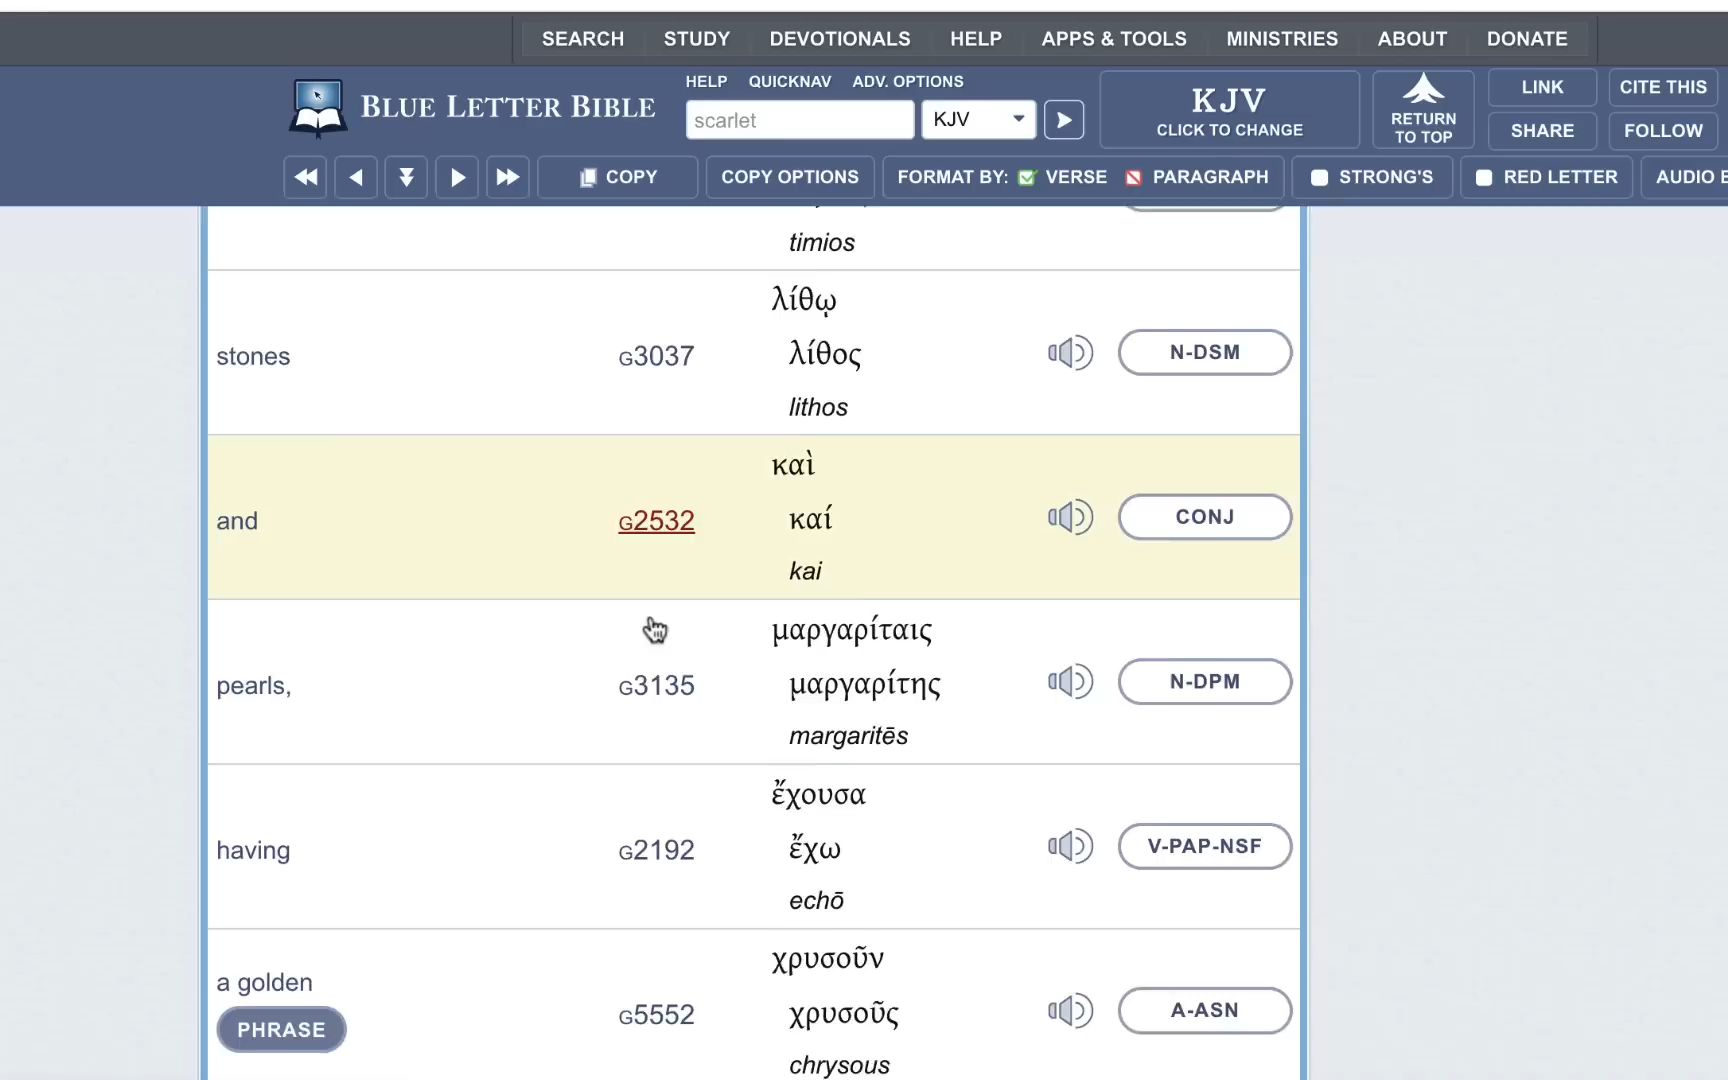 SEARCH STUDY DEVOTIONALS HELP APPS & TOOLS MINISTRIES ABOUT DONATE
HELP QUICKNAV ADV. OPTIONS
BLUE LETTER BIBLE
scarlet KJV
KJV
CLICK TO CHANGE
RETURN
TO TOP
LINK CITE THIS
SHARE FOLLOW
COPY COPY OPTIONS FORMAT BY: VERSE PARAGRAPH STRONG'S RED LETTER AUDIO
timios
λίθῳ
stones G3037 λίθος N-DSM
lithos
καὶ
and G2532 καί CONJ
kai
μαργαρίταις
pearls, G3135 μαργαρίτης N-DPM
margaritēs
ἔχουσα
having G2192 ἔχω V-PAP-NSF
echō
χρυσοῦν
a golden
PHRASE G5552 χρυσοῦς A-ASN
chrysous